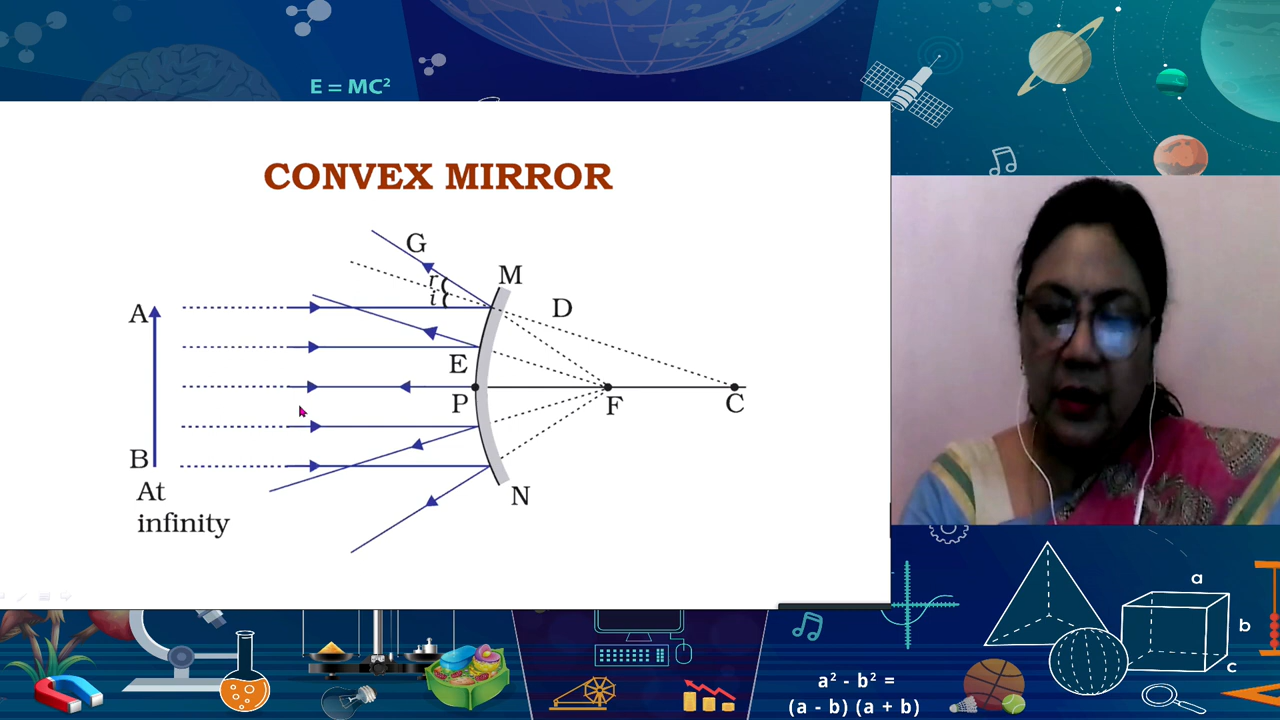 E = MC²
CONVEX MIRROR
G
M
r
i
A
D
E
P
F
C
B
At
infinity
N
a
b
c
a² - b² =
(a - b) (a + b)